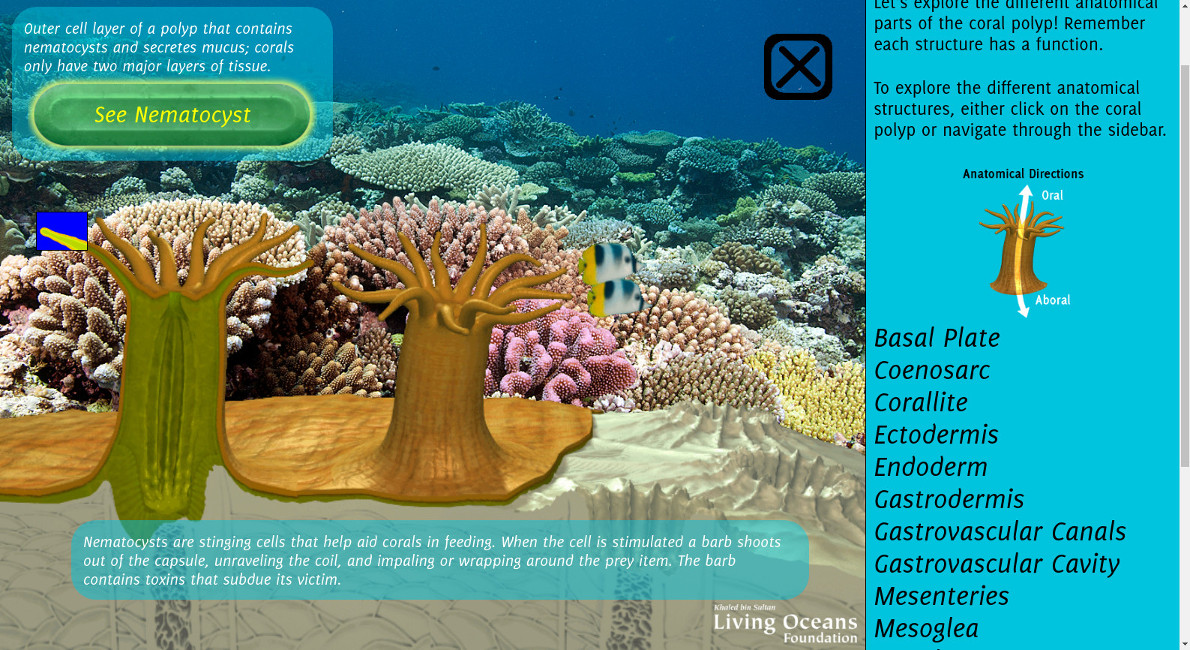 Outer cell layer of a polyp that contains
nematocysts and secretes mucus; corals
only have two major layers of tissue.
See Nematocyst
Nematocysts are stinging cells that help aid corals in feeding. When the cell is stimulated a barb shoots
out of the capsule, unraveling the coil, and impaling or wrapping around the prey item. The barb
contains toxins that subdue its victim.
Khaled bin Sultan
Living Oceans
Foundation
Let's explore the different anatomical
parts of the coral polyp! Remember
each structure has a function.
To explore the different anatomical
structures, either click on the coral
polyp or navigate through the sidebar.
Anatomical Directions
Oral
Aboral
Basal Plate
Coenosarc
Corallite
Ectodermis
Endoderm
Gastrodermis
Gastrovascular Canals
Gastrovascular Cavity
Mesenteries
Mesoglea